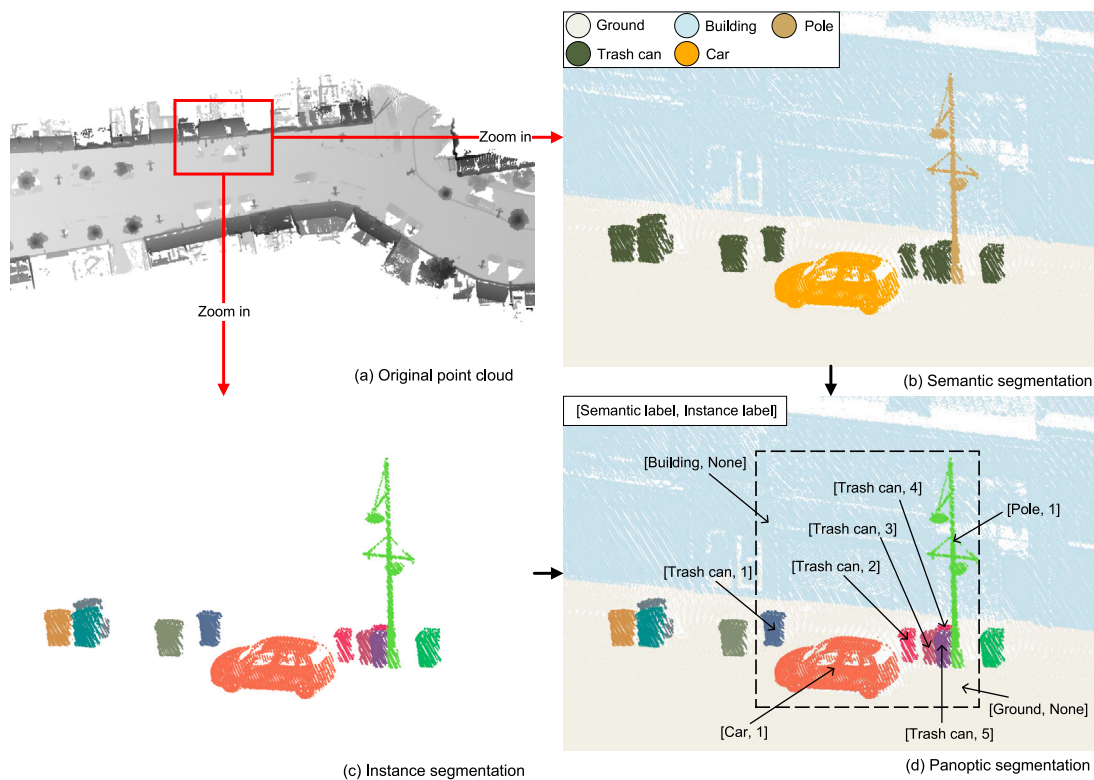 Ground
Building
Pole
Trash can
Car
Zoom in
Zoom in
(a) Original point cloud
(b) Semantic segmentation
[Semantic label, Instance label]
[Building, None]
[Trash can, 4]
[Pole, 1]
[Trash can, 3]
[Trash can, 1]
[Trash can, 2]
[Ground, None]
[Car, 1]
[Trash can, 5]
(c) Instance segmentation
(d) Panoptic segmentation